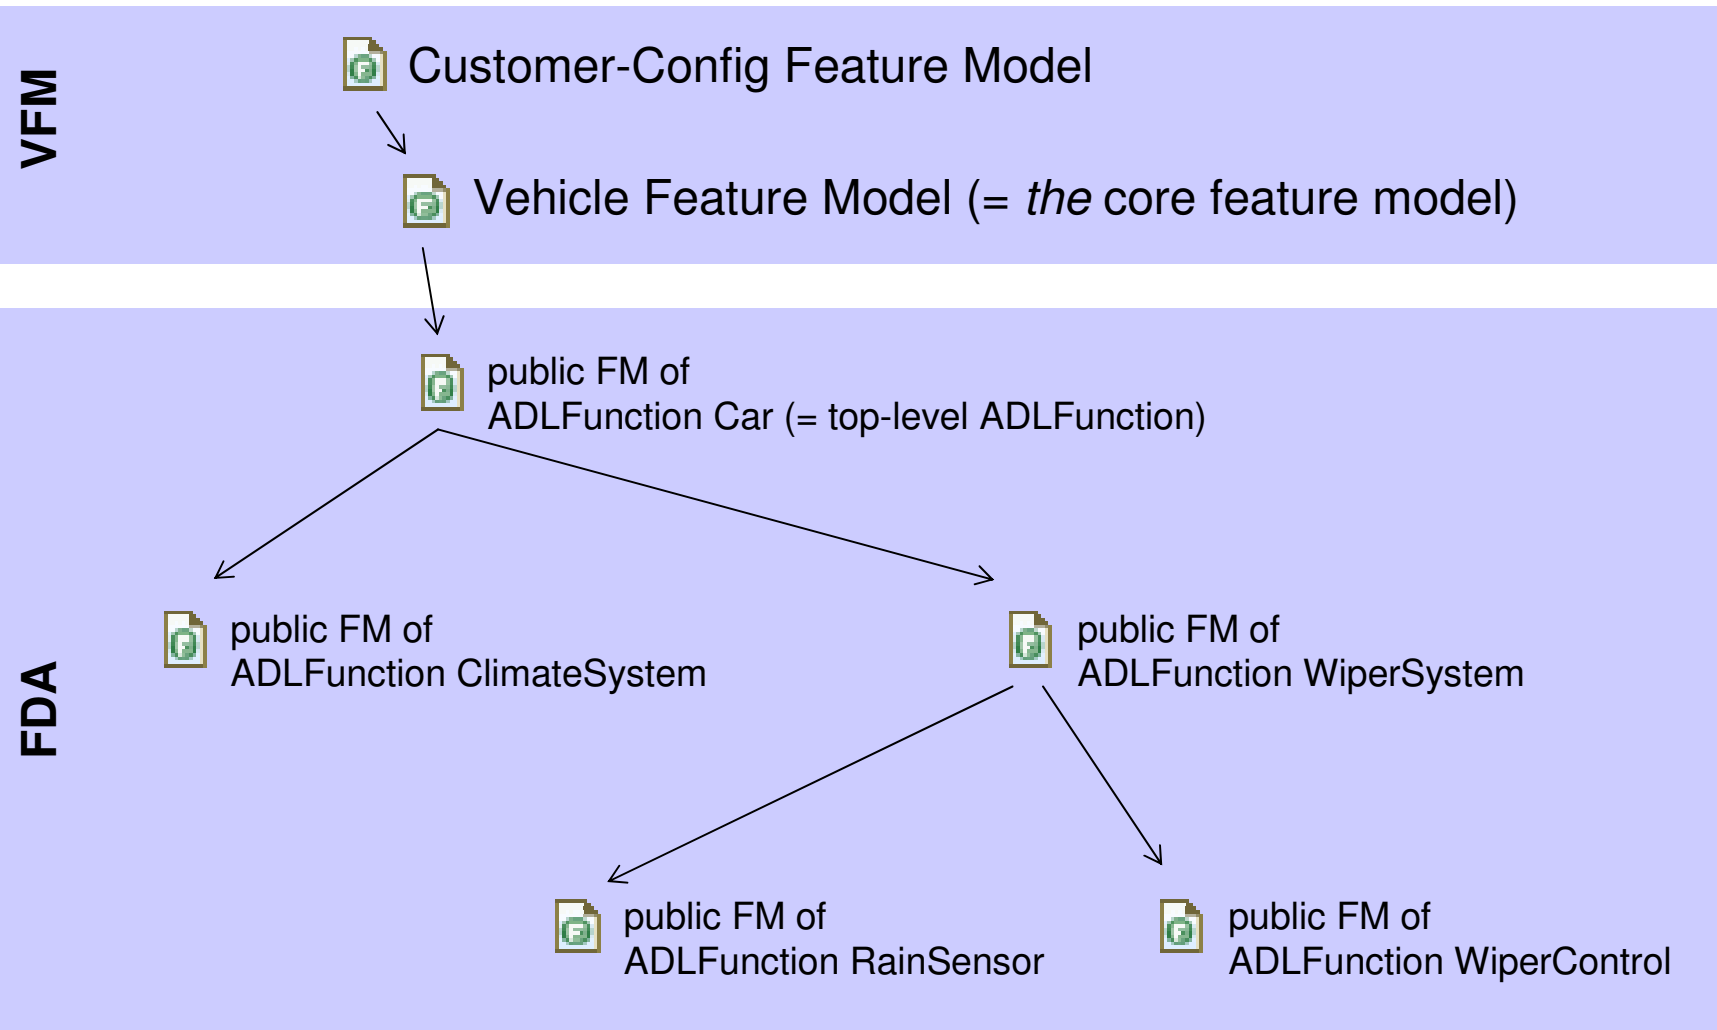 VFM
Customer-Config Feature Model
Vehicle Feature Model (= the core feature model)
FDA
public FM of
ADLFunction Car (= top-level ADLFunction)
public FM of
ADLFunction ClimateSystem
public FM of
ADLFunction WiperSystem
public FM of
ADLFunction RainSensor
public FM of
ADLFunction WiperControl